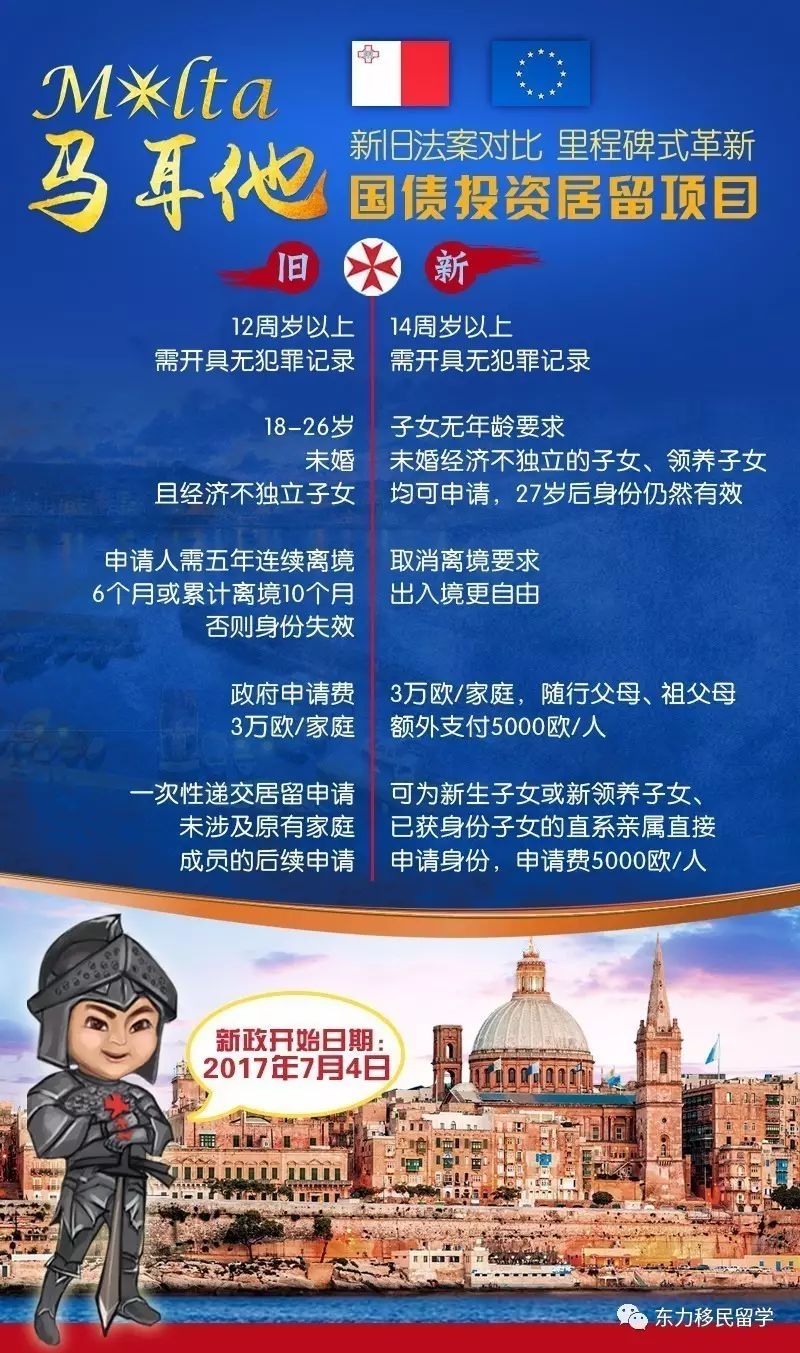 Malta
马耳他
新旧法案对比 里程碑式革新
国债投资居留项目
旧
新
12周岁以上
需开具无犯罪记录
14周岁以上
需开具无犯罪记录
18-26岁
未婚
且经济不独立子女
子女无年龄要求
未婚经济不独立的子女、领养子女
均可申请，27岁后身份仍然有效
申请人需五年连续离境
6个月或累计离境10个月
否则身份失效
取消离境要求
出入境更自由
政府申请费
3万欧/家庭
3万欧/家庭，随行父母、祖父母
额外支付5000欧/人
一次性递交居留申请
未涉及原有家庭
成员的后续申请
可为新生子女或新领养子女、
已获身份子女的直系亲属直接
申请身份，申请费5000欧/人
新政开始日期：
2017年7月4日
东力移民留学